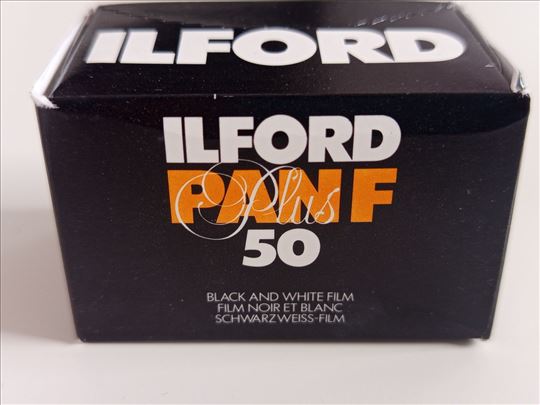 ILFORD
ILFORD
PAN F Plus
50
BLACK AND WHITE FILM
FILM NOIR ET BLANC
SCHWARZWEISS-FILM